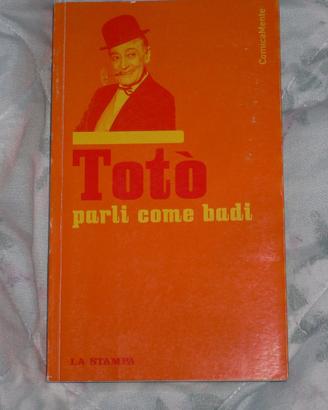 ComicaMente
Totò
parli come badi
LA STAMPA